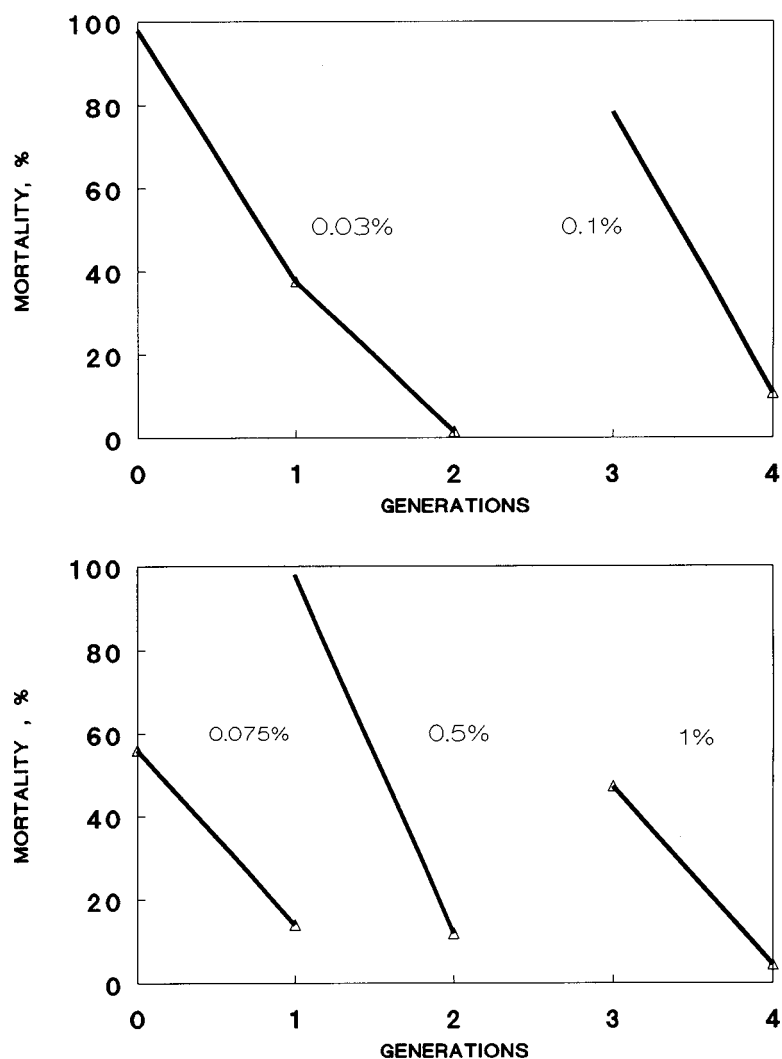 100
80
60
40
20
0
MORTALITY, %
0.03%
0.1%
0 1 2 3 4
GENERATIONS
100
80
60
40
20
0
MORTALITY , %
0.075%
0.5%
1%
0 1 2 3 4
GENERATIONS